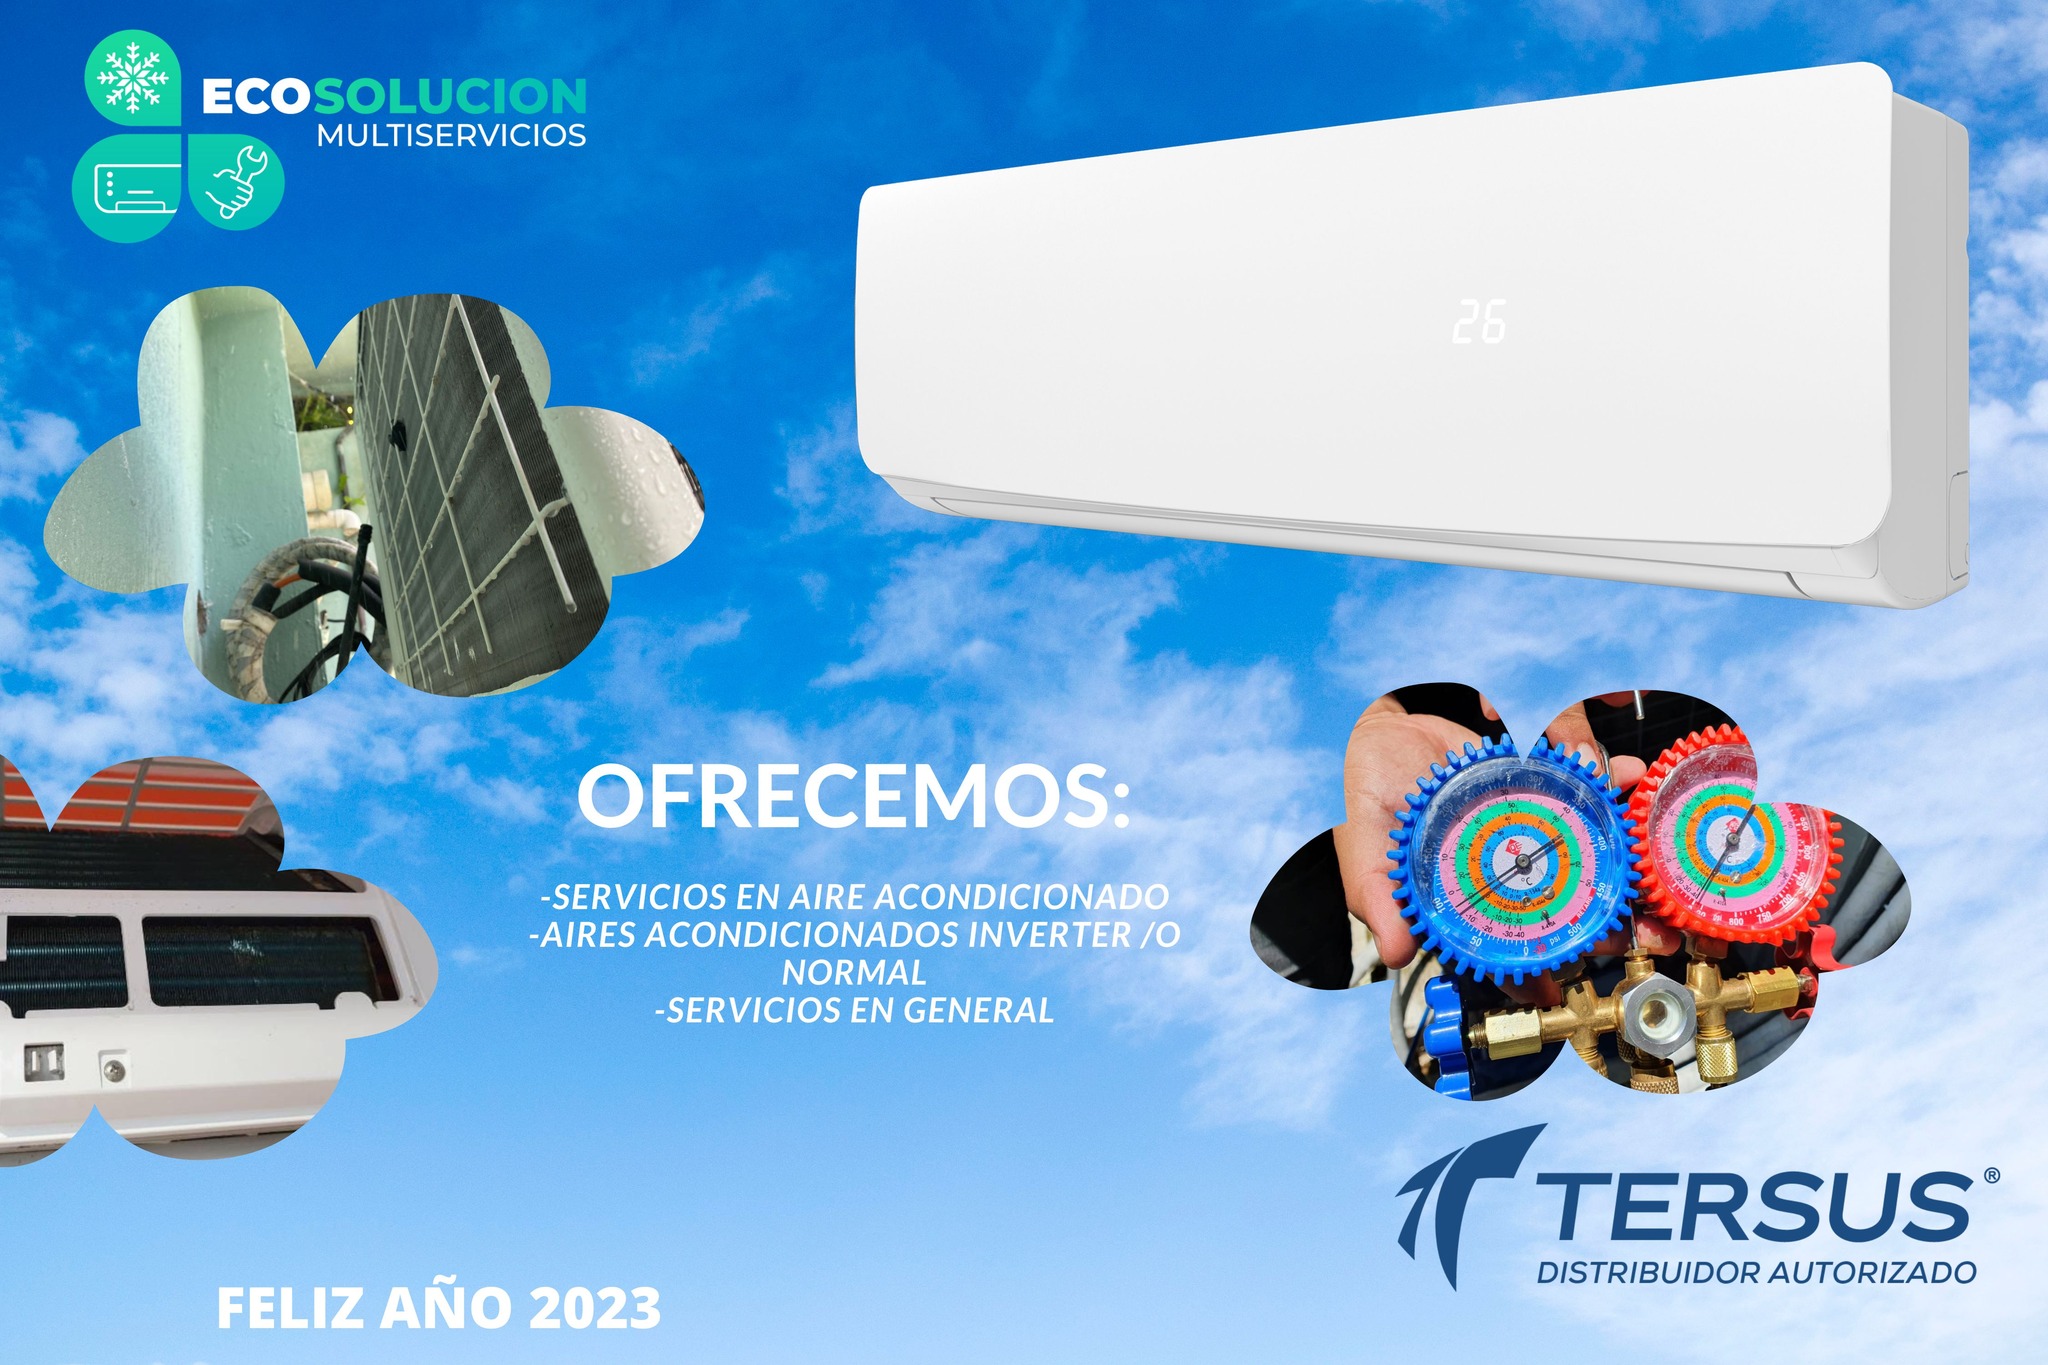 ECOSOLUCION
MULTISERVICIOS
26
OFRECEMOS:
-SERVICIOS EN AIRE ACONDICIONADO
-AIRES ACONDICIONADOS INVERTER /O
NORMAL
-SERVICIOS EN GENERAL
TERSUS®
DISTRIBUIDOR AUTORIZADO
FELIZ AÑO 2023